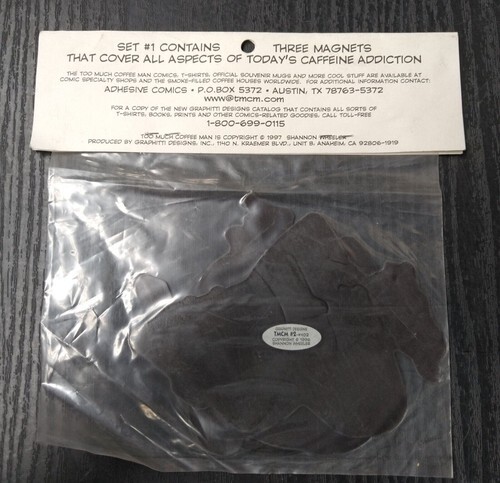 SET #1 CONTAINS THREE MAGNETS
THAT COVER ALL ASPECTS OF TODAY'S CAFFEINE ADDICTION
THE TOO MUCH COFFEE MAN COMICS, T-SHIRTS, OFFICIAL SOUVENIR MUGS AND MORE COOL STUFF ARE AVAILABLE AT
COMIC SPECIALTY SHOPS AND THE SMOKE-FILLED COFFEE HOUSES WORLDWIDE. FOR ADDITIONAL INFORMATION CONTACT:
ADHESIVE COMICS • P.O.BOX 5372 • AUSTIN, TX 78763-5372
www@tmcm.com
FOR A COPY OF THE NEW GRAPHITTI DESIGNS CATALOG THAT CONTAINS ALL SORTS OF
T-SHIRTS, BOOKS, PRINTS AND OTHER COMICS-RELATED GOODIES, CALL TOLL-FREE
1-800-699-0115
TOO MUCH COFFEE MAN IS COPYRIGHT © 1997 SHANNON WHEELER
PRODUCED BY GRAPHITTI DESIGNS, INC., 1140 N. KRAEMER BLVD., UNIT B, ANAHEIM, CA 92806-1919
GRAPHITTI DESIGNS
TMCM #2
COPYRIGHT ©
SHANNON WHEELER